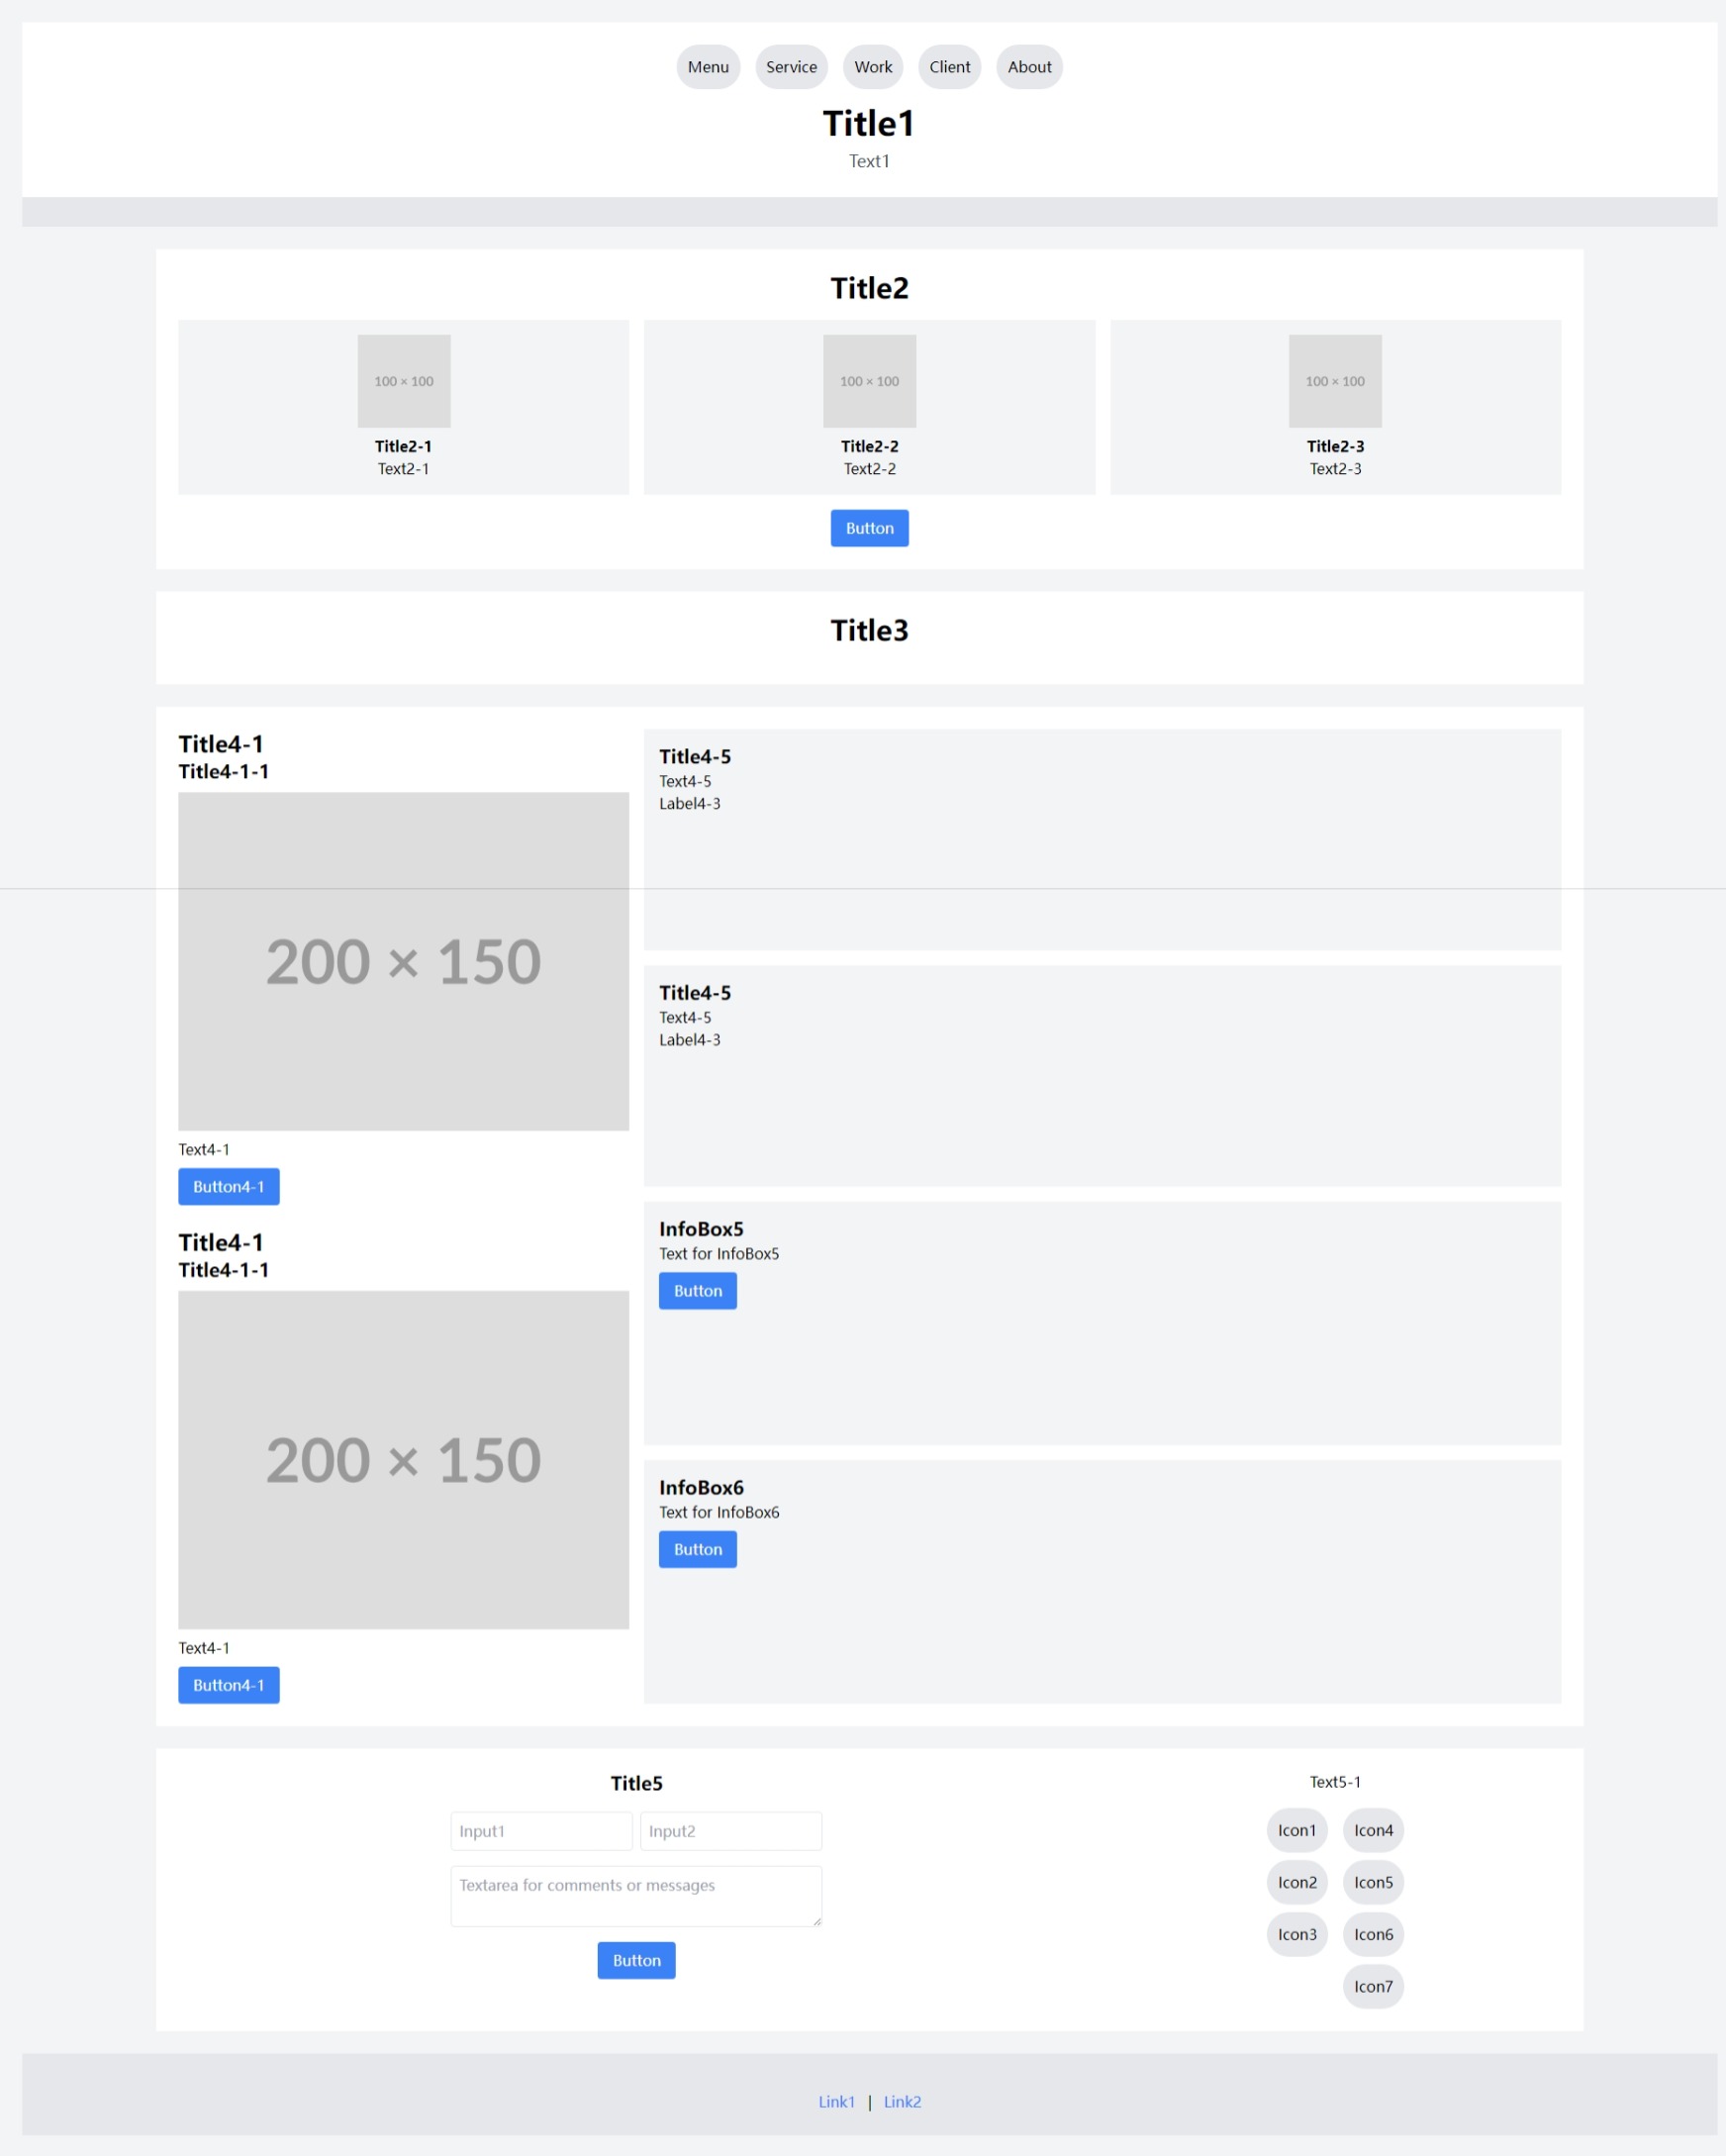 Menu Service Work Client About
Title1
Text1
Title2
100 × 100 100 × 100 100 × 100
Title2-1 Title2-2 Title2-3
Text2-1 Text2-2 Text2-3
Button
Title3
Title4-1
Title4-1-1
200 × 150
Text4-1
Button4-1
Title4-1
Title4-1-1
200 × 150
Text4-1
Button4-1
Title4-5
Text4-5
Label4-3
Title4-5
Text4-5
Label4-3
InfoBox5
Text for InfoBox5
Button
InfoBox6
Text for InfoBox6
Button
Title5
Input1 Input2
Textarea for comments or messages
Button
Text5-1
Icon1 Icon4
Icon2 Icon5
Icon3 Icon6
Icon7
Link1 | Link2